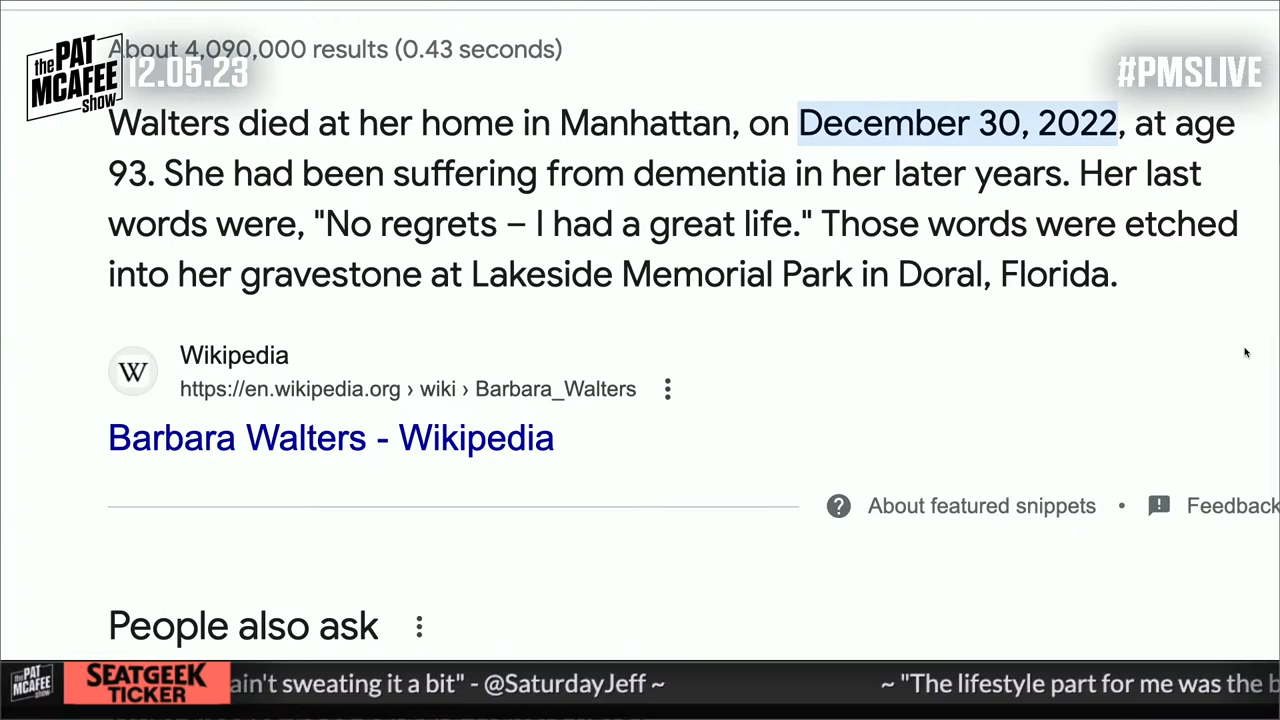 About 4,090,000 results (0.43 seconds)
the PAT MCAFEE show
12.05.23
#PMSLIVE
Walters died at her home in Manhattan, on December 30, 2022, at age
93. She had been suffering from dementia in her later years. Her last
words were, "No regrets – I had a great life." Those words were etched
into her gravestone at Lakeside Memorial Park in Doral, Florida.
W
Wikipedia
https://en.wikipedia.org › wiki › Barbara_Walters
Barbara Walters - Wikipedia
About featured snippets • Feedback
People also ask
the PAT MCAFEE show
SEATGEEK TICKER
ain't sweating it a bit" - @SaturdayJeff ~ ~ "The lifestyle part for me was the b